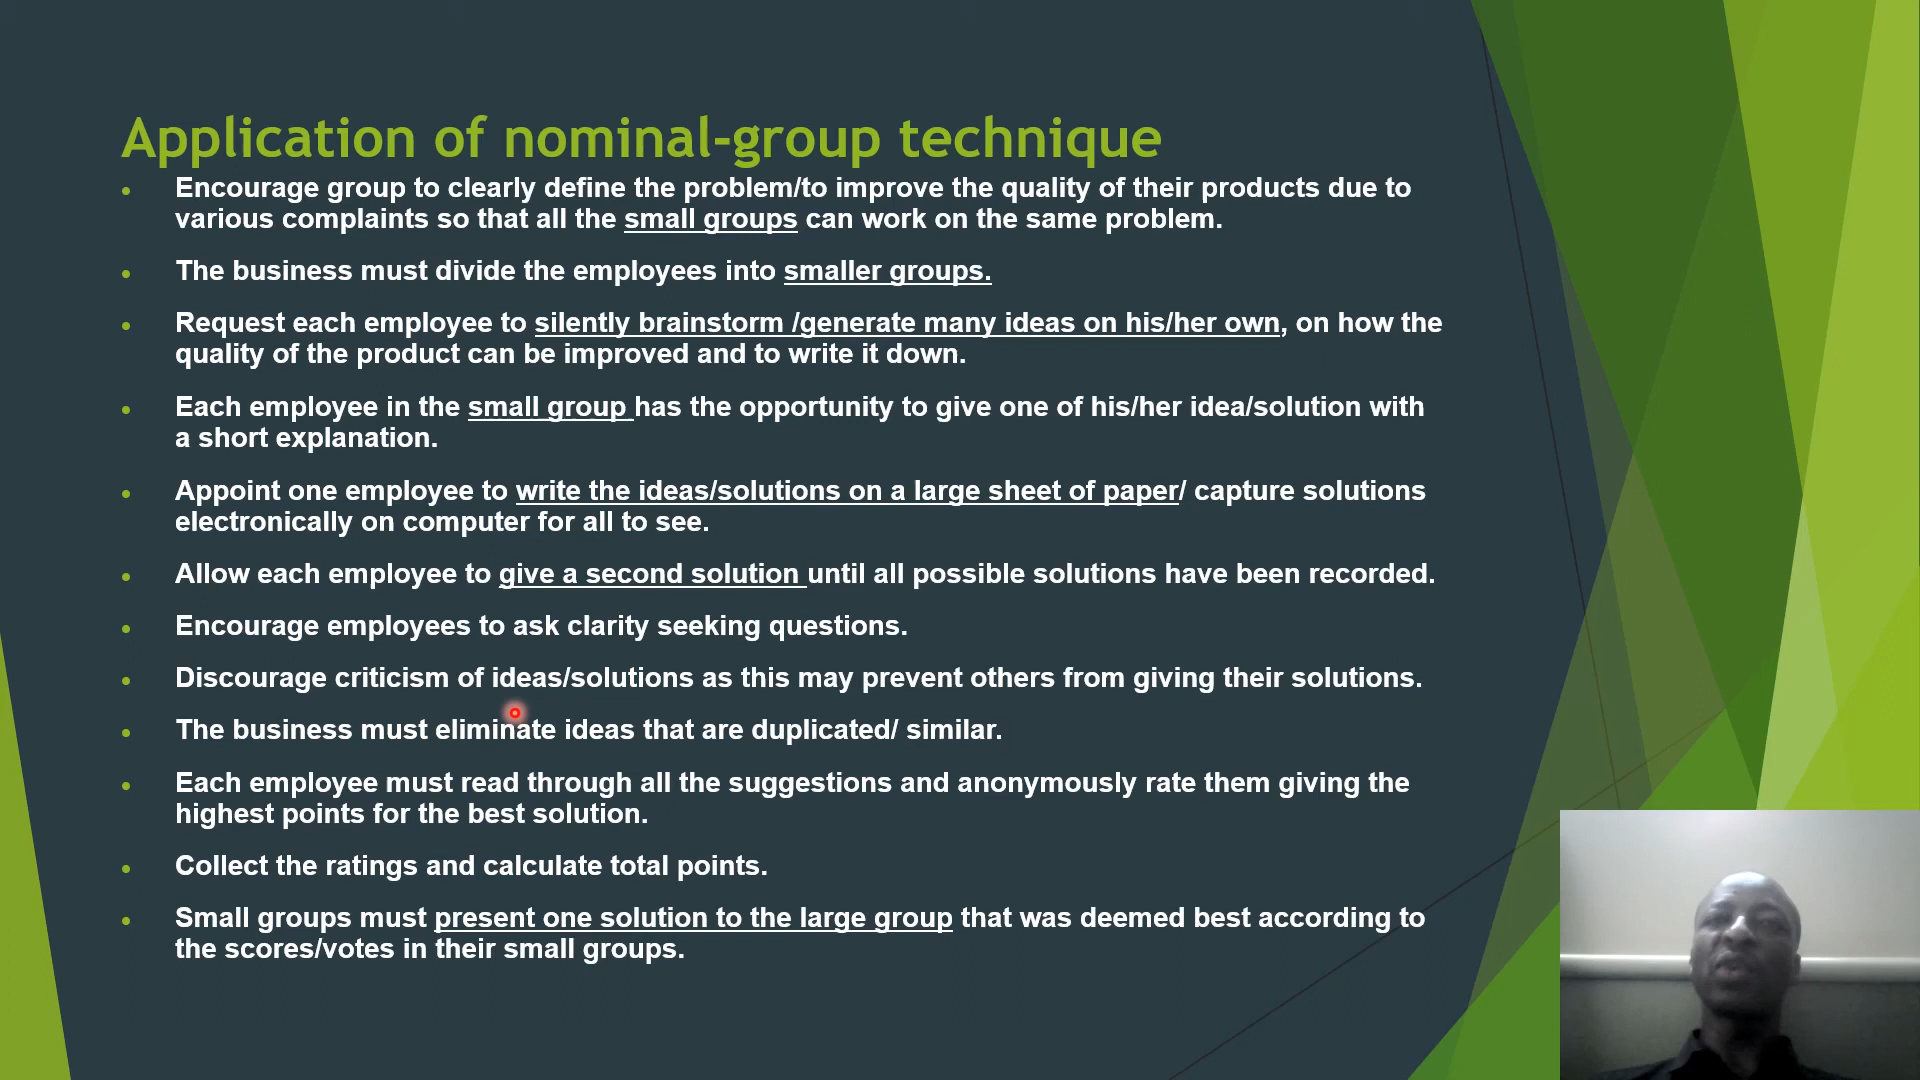 Application of nominal-group technique
• Encourage group to clearly define the problem/to improve the quality of their products due to
various complaints so that all the small groups can work on the same problem.
• The business must divide the employees into smaller groups.
• Request each employee to silently brainstorm /generate many ideas on his/her own, on how the
quality of the product can be improved and to write it down.
• Each employee in the small group has the opportunity to give one of his/her idea/solution with
a short explanation.
• Appoint one employee to write the ideas/solutions on a large sheet of paper/ capture solutions
electronically on computer for all to see.
• Allow each employee to give a second solution until all possible solutions have been recorded.
• Encourage employees to ask clarity seeking questions.
• Discourage criticism of ideas/solutions as this may prevent others from giving their solutions.
• The business must eliminate ideas that are duplicated/ similar.
• Each employee must read through all the suggestions and anonymously rate them giving the
highest points for the best solution.
• Collect the ratings and calculate total points.
• Small groups must present one solution to the large group that was deemed best according to
the scores/votes in their small groups.